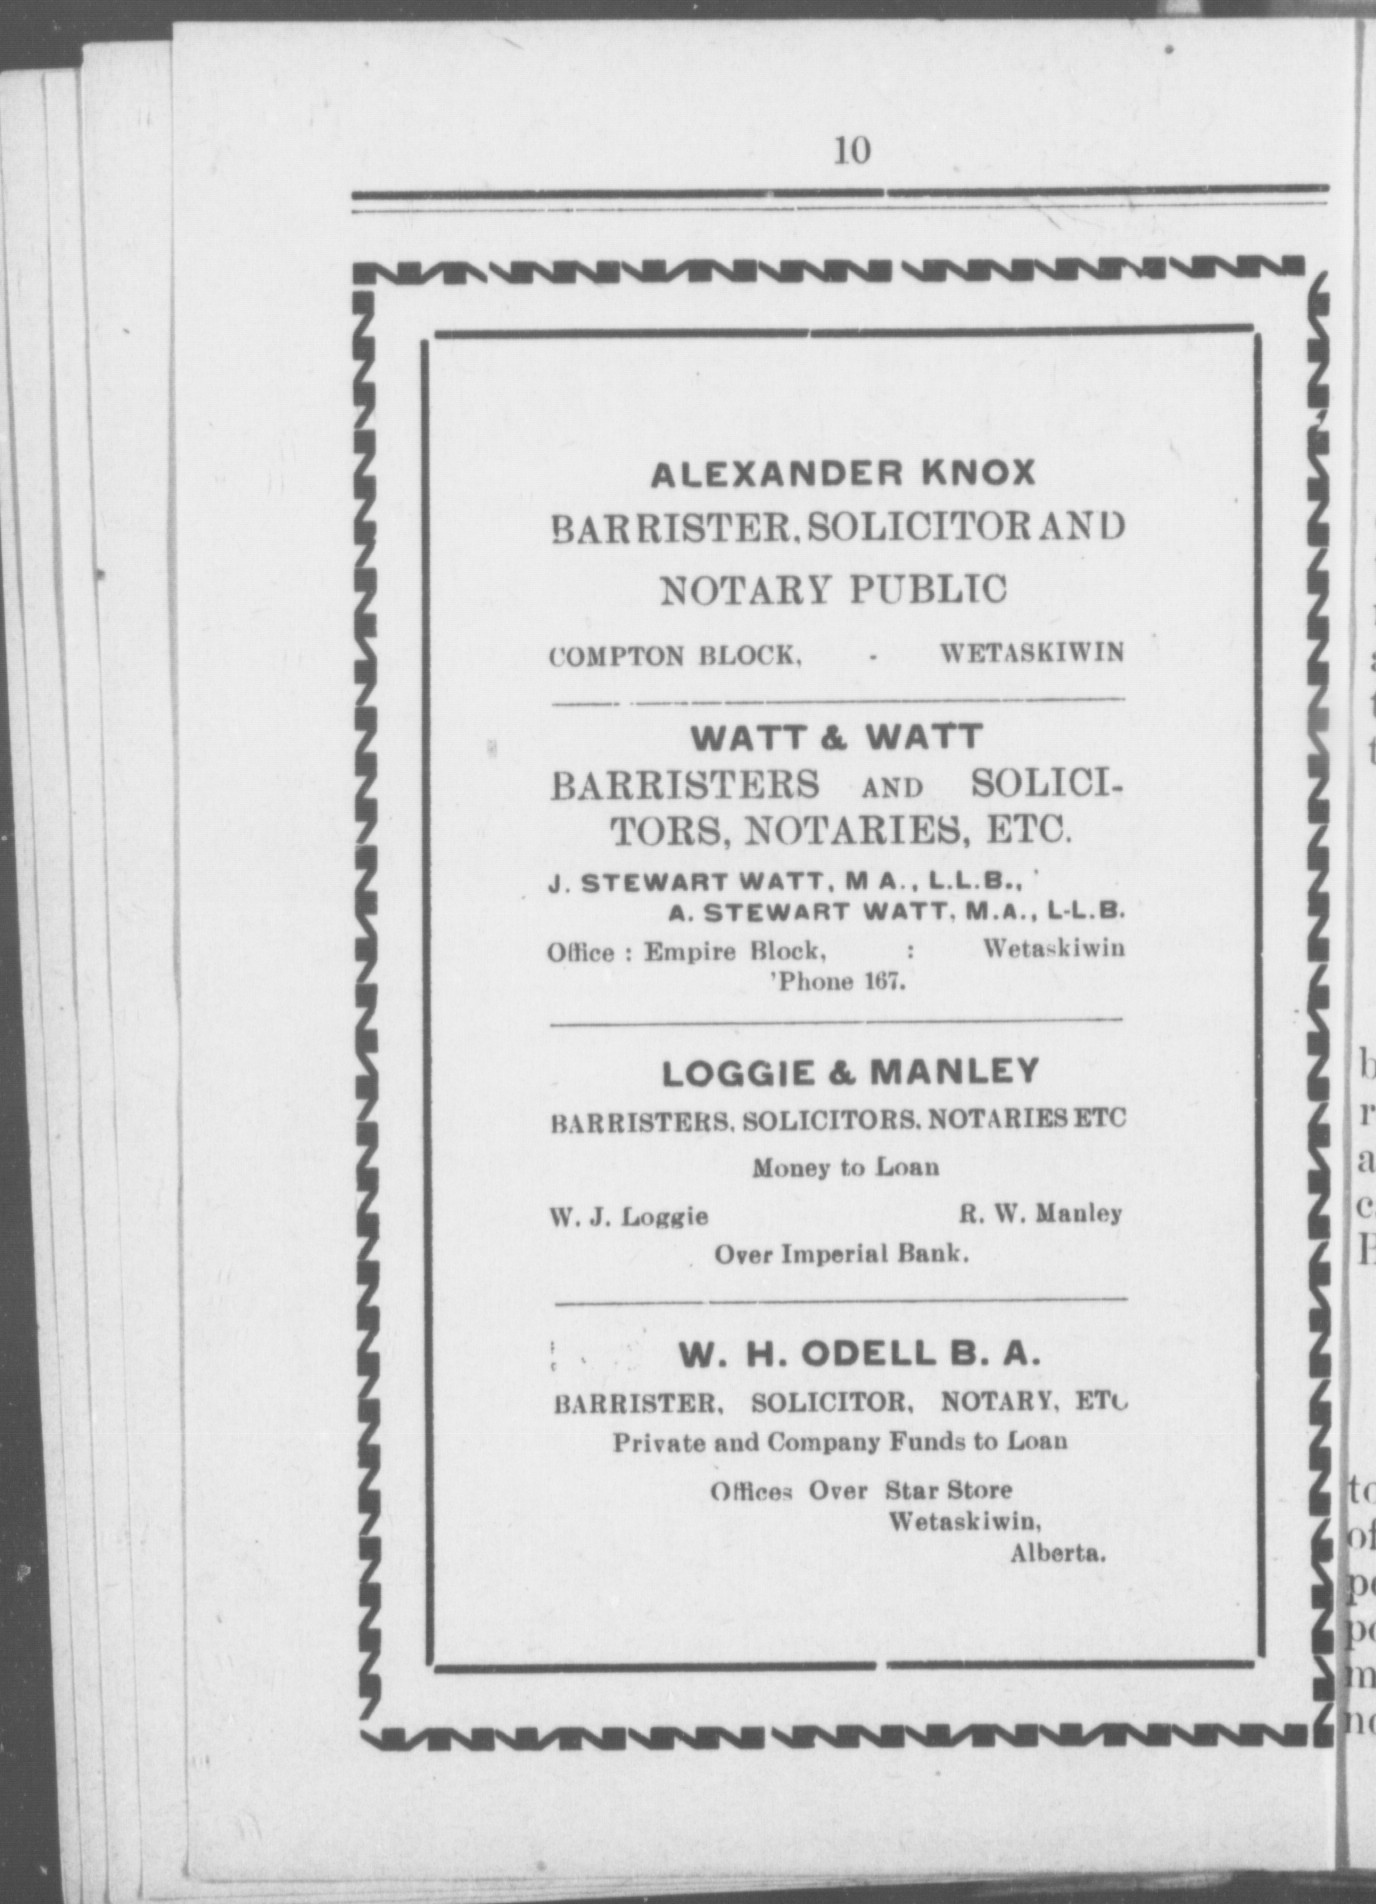 10
ALEXANDER KNOX
BARRISTER, SOLICITOR AND
NOTARY PUBLIC
COMPTON BLOCK, - WETASKIWIN
WATT & WATT
BARRISTERS AND SOLICI-
TORS, NOTARIES, ETC.
J. STEWART WATT, M A., L.L.B.,
A. STEWART WATT, M.A., L-L.B.
Office : Empire Block, : Wetaskiwin
'Phone 167.
LOGGIE & MANLEY
BARRISTERS, SOLICITORS, NOTARIES ETC
Money to Loan
W. J. Loggie R. W. Manley
Over Imperial Bank.
W. H. ODELL B. A.
BARRISTER, SOLICITOR, NOTARY, ETC
Private and Company Funds to Loan
Offices Over Star Store
Wetaskiwin,
Alberta.